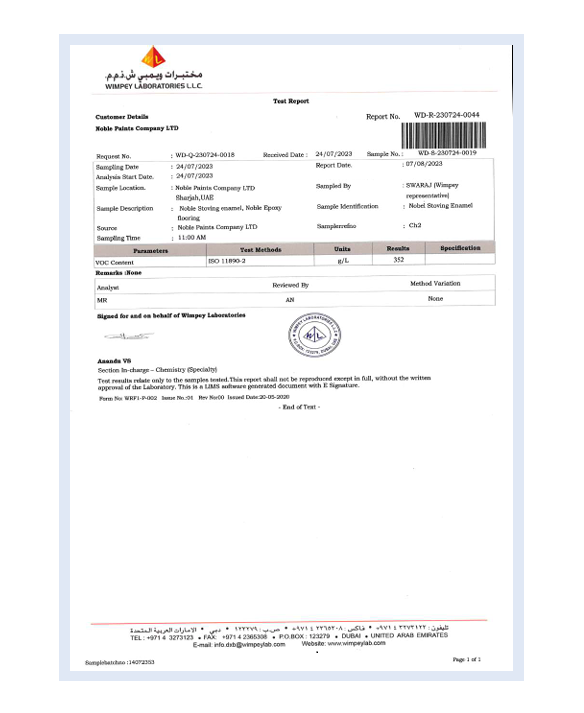 مختبرات ويمبي ش.ذ.م.م.
WIMPEY LABORATORIES L.L.C.
Test Report
Customer Details
Report No. WD-R-230724-0044
Noble Paints Company LTD
Request No. : WD-Q-230724-0018 Received Date : 24/07/2023 Sample No. : WD-S-230724-0019
Sampling Date : 24/07/2023 Report Date. : 07/08/2023
Analysis Start Date. : 24/07/2023
Sample Location. : Noble Paints Company LTD Sampled By : SWARAJ (Wimpey
Sharjah,UAE representative)
Sample Description : Noble Stoving enamel, Noble Epoxy Sample Identification : Nobel Stoving Enamel
flooring
Source : Noble Paints Company LTD Samplerrefno : Ch2
Sampling Time : 11:00 AM
Parameters Test Methods Units Results Specification
VOC Content ISO 11890-2 g/L 352
Remarks :None
Analyst Reviewed By Method Variation
MR AN None
Signed for and on behalf of Wimpey Laboratories
WIMPEY LABORATORIES L.L.C.
WL
P.O.BOX: 123279, DUBAI, UAE
Ananda VS
Section In-charge – Chemistry (Specialty)
Test results relate only to the samples tested.This report shall not be reproduced except in full, without the written
approval of the Laboratory. This is a LIMS software generated document with E Signature.
Form No: WRF1-P-002 Issue No.:01 Rev No:00 Issued Date:20-05-2020
- End of Test -
تليفون : ٣٢٧٣١٢٣ ٤ ٩٧١+ • فاكس : ٢٣٦٥٣٠٨ ٤ ٩٧١+ • ص.ب : ١٢٣٢٧٩ • دبي • الامارات العربية المتحدة
TEL : +971 4 3273123 • FAX: +971 4 2365308 • P.O.BOX : 123279 • DUBAI • UNITED ARAB EMIRATES
E-mail: info.dxb@wimpeylab.com Website: www.wimpeylab.com
Samplebatchno :14072353
Page 1 of 1